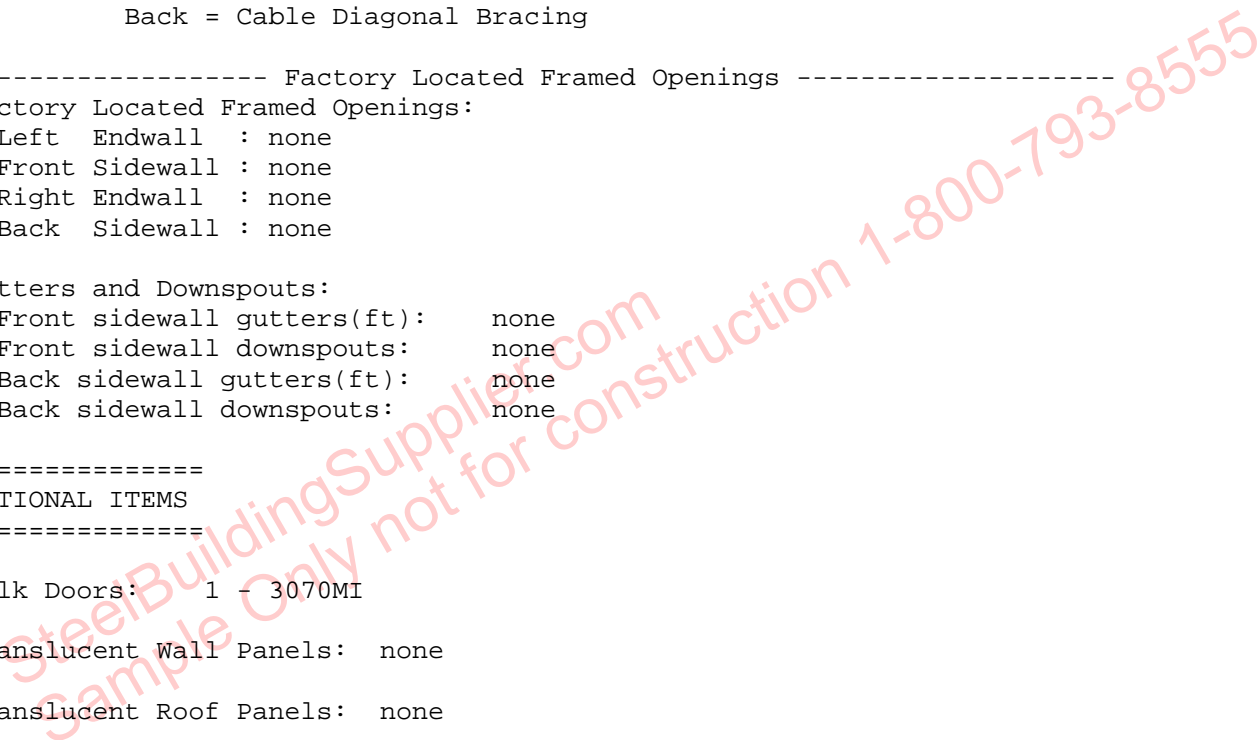 Back = Cable Diagonal Bracing
----------------- Factory Located Framed Openings --------------------
ctory Located Framed Openings:
Left Endwall : none
Front Sidewall : none
Right Endwall : none
Back Sidewall : none
tters and Downspouts:
Front sidewall gutters(ft): none
Front sidewall downspouts: none
Back sidewall gutters(ft): none
Back sidewall downspouts: none
=============
TIONAL ITEMS
=============
lk Doors: 1 - 3070MI
anslucent Wall Panels: none
anslucent Roof Panels: none
SteelBuildingSupplier.com
Sample Only not for construction 1-800-793-8555